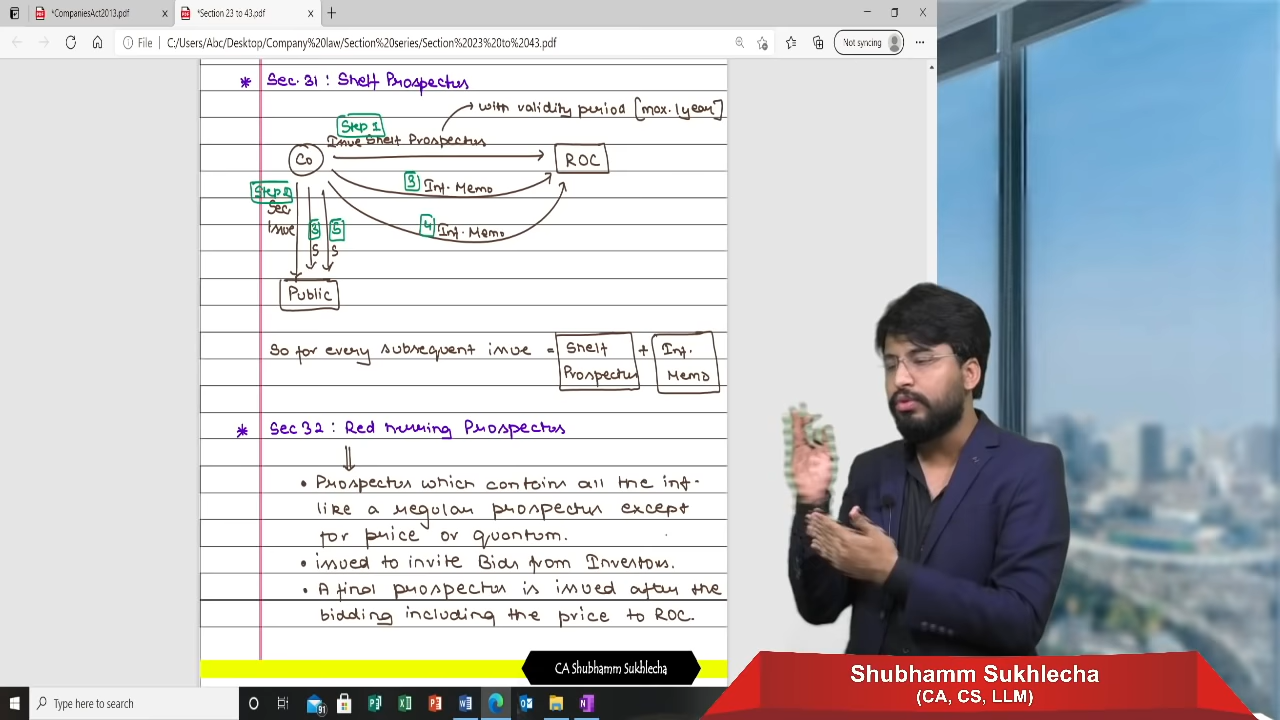 *CompaniesAct2013.pdf
*Section 23 to 43.pdf
File
C:/Users/Abc/Desktop/Company%20law/Section%20series/Section%2023%20to%2043.pdf
Not syncing
* Sec.31 : Shelf Prospectus
with validity period [max. 1 year]
Step 1
Issue Shelf Prospectus
Co
ROC
3 Inf. Memo
Step 2
Sec
issue
3
5
S
S
4 Inf. Memo
Public
So for every subsequent issue = Shelf Prospectus + Inf. Memo
* Sec 32 : Red herring Prospectus
• Prospectus which contains all the inf-
like a regular prospectus except
for price or quantum.
• issued to invite Bids from Investors.
• A final prospectus is issued after the
bidding including the price to ROC.
CA Shubhamm Sukhlecha
Shubhamm Sukhlecha
(CA, CS, LLM)
Type here to search
91